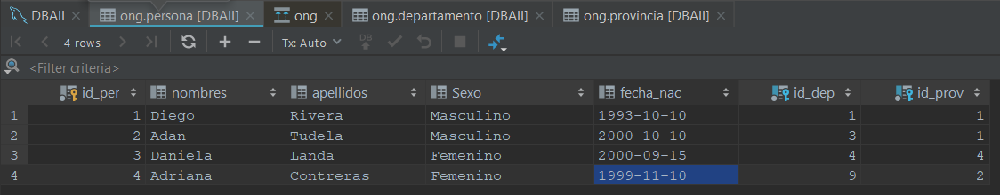 DBAII ong.persona [DBAII] ong ong.departamento [DBAII] ong.provincia [DBAII]
4 rows Tx: Auto DB
<Filter criteria>
id_per nombres apellidos Sexo fecha_nac id_dep id_prov
1 1 Diego Rivera Masculino 1993-10-10 1 1
2 2 Adan Tudela Masculino 2000-10-10 3 1
3 3 Daniela Landa Femenino 2000-09-15 4 4
4 4 Adriana Contreras Femenino 1999-11-10 9 2